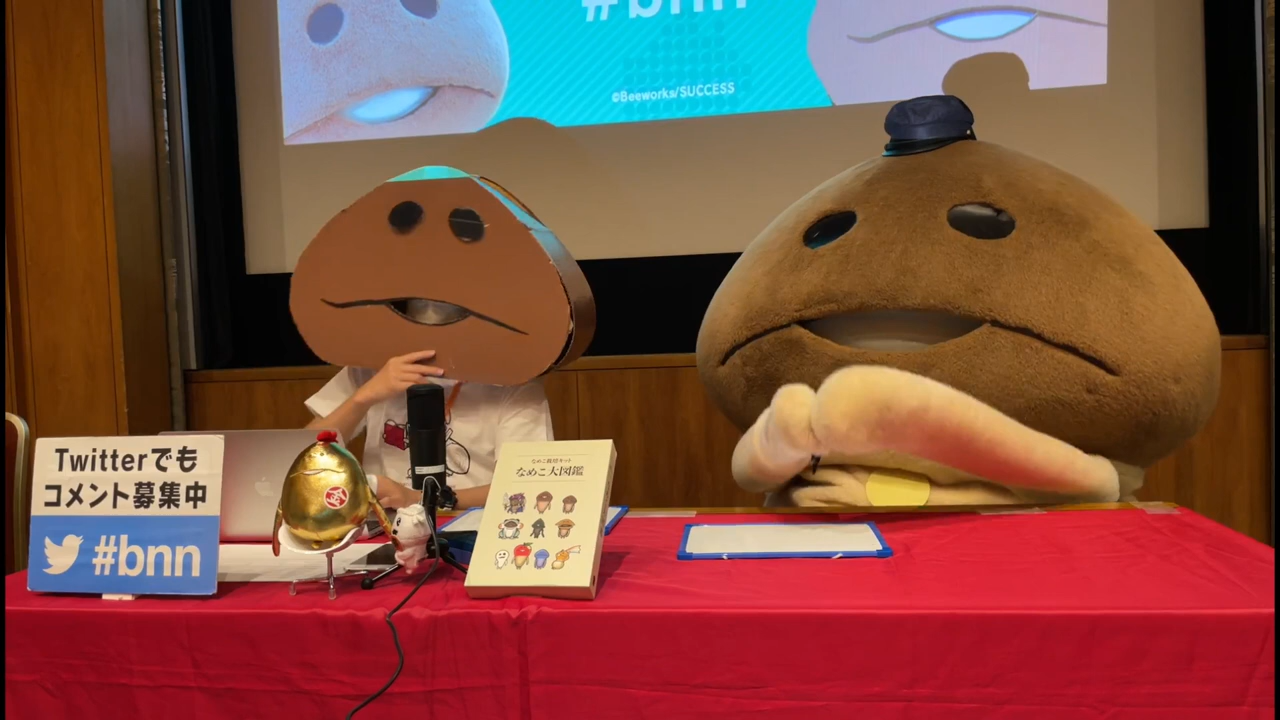 #bnn
©Beeworks/SUCCESS
Twitterでも
コメント募集中
#bnn
なめこ栽培キット
なめこ大図鑑